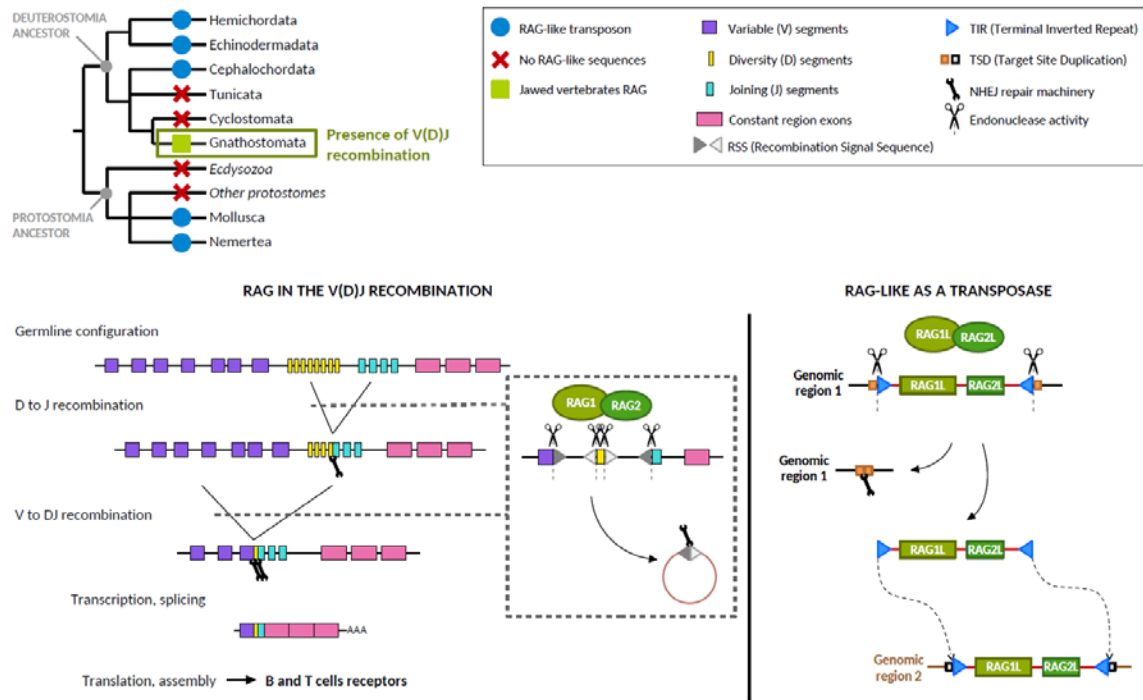 DEUTEROSTOMIA
ANCESTOR
Hemichordata
Echinodermadata
Cephalochordata
Tunicata
Cyclostomata
Gnathostomata
Presence of V(D)J
recombination
Ecdysozoa
Other protostomes
PROTOSTOMIA
ANCESTOR
Mollusca
Nemertea
RAG-like transposon
No RAG-like sequences
Jawed vertebrates RAG
Variable (V) segments
Diversity (D) segments
Joining (J) segments
Constant region exons
RSS (Recombination Signal Sequence)
TIR (Terminal Inverted Repeat)
TSD (Target Site Duplication)
NHEJ repair machinery
Endonuclease activity
RAG IN THE V(D)J RECOMBINATION
Germline configuration
D to J recombination
V to DJ recombination
Transcription, splicing
AAA
Translation, assembly
B and T cells receptors
RAG1
RAG2
RAG-LIKE AS A TRANSPOSASE
RAG1L
RAG2L
Genomic
region 1
RAG1L
RAG2L
Genomic
region 1
RAG1L
RAG2L
Genomic
region 2
RAG1L
RAG2L